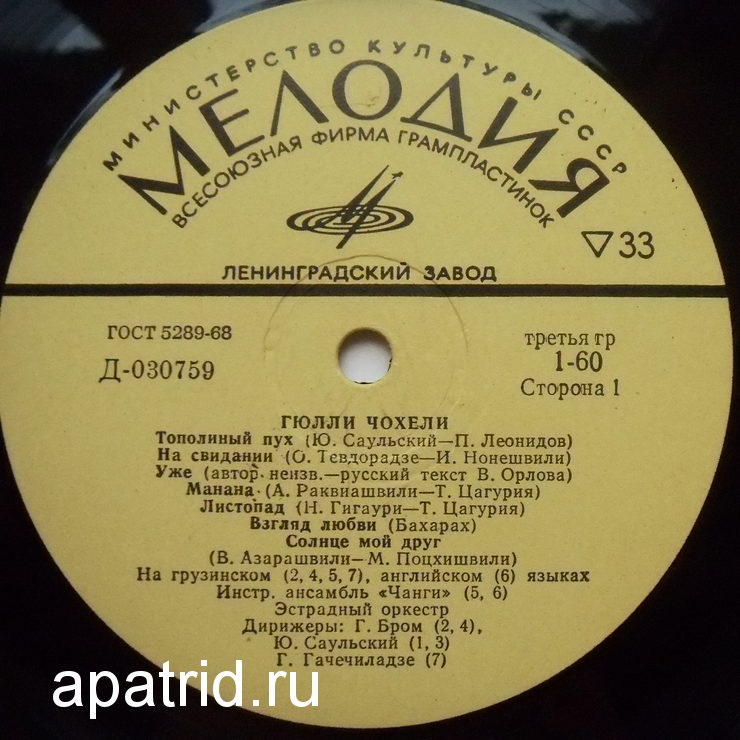 МИНИСТЕРСТВО КУЛЬТУРЫ СССР
МЕЛОДИЯ
ВСЕСОЮЗНАЯ ФИРМА ГРАМПЛАСТИНОК
33
ЛЕНИНГРАДСКИЙ ЗАВОД
ГОСТ 5289-68
Д-030759
третья гр
1-60
Сторона 1
ГЮЛЛИ ЧОХЕЛИ
Тополиный пух (Ю. Саульский—П. Леонидов)
На свидании (О. Тевдорадзе—И. Нонешвили)
Уже (автор неизв.—русский текст В. Орлова)
Манана (А. Раквиашвили—Т. Цагурия)
Листопад (Н. Гигаури—Т. Цагурия)
Взгляд любви (Бахарах)
Солнце мой друг
(В. Азарашвили—М. Поцхишвили)
На грузинском (2, 4, 5, 7), английском (6) языках
Инстр. ансамбль «Чанги» (5, 6)
Эстрадный оркестр
Дирижеры: Г. Бром (2, 4),
Ю. Саульский (1, 3)
Г. Гачечиладзе (7)
apatrid.ru